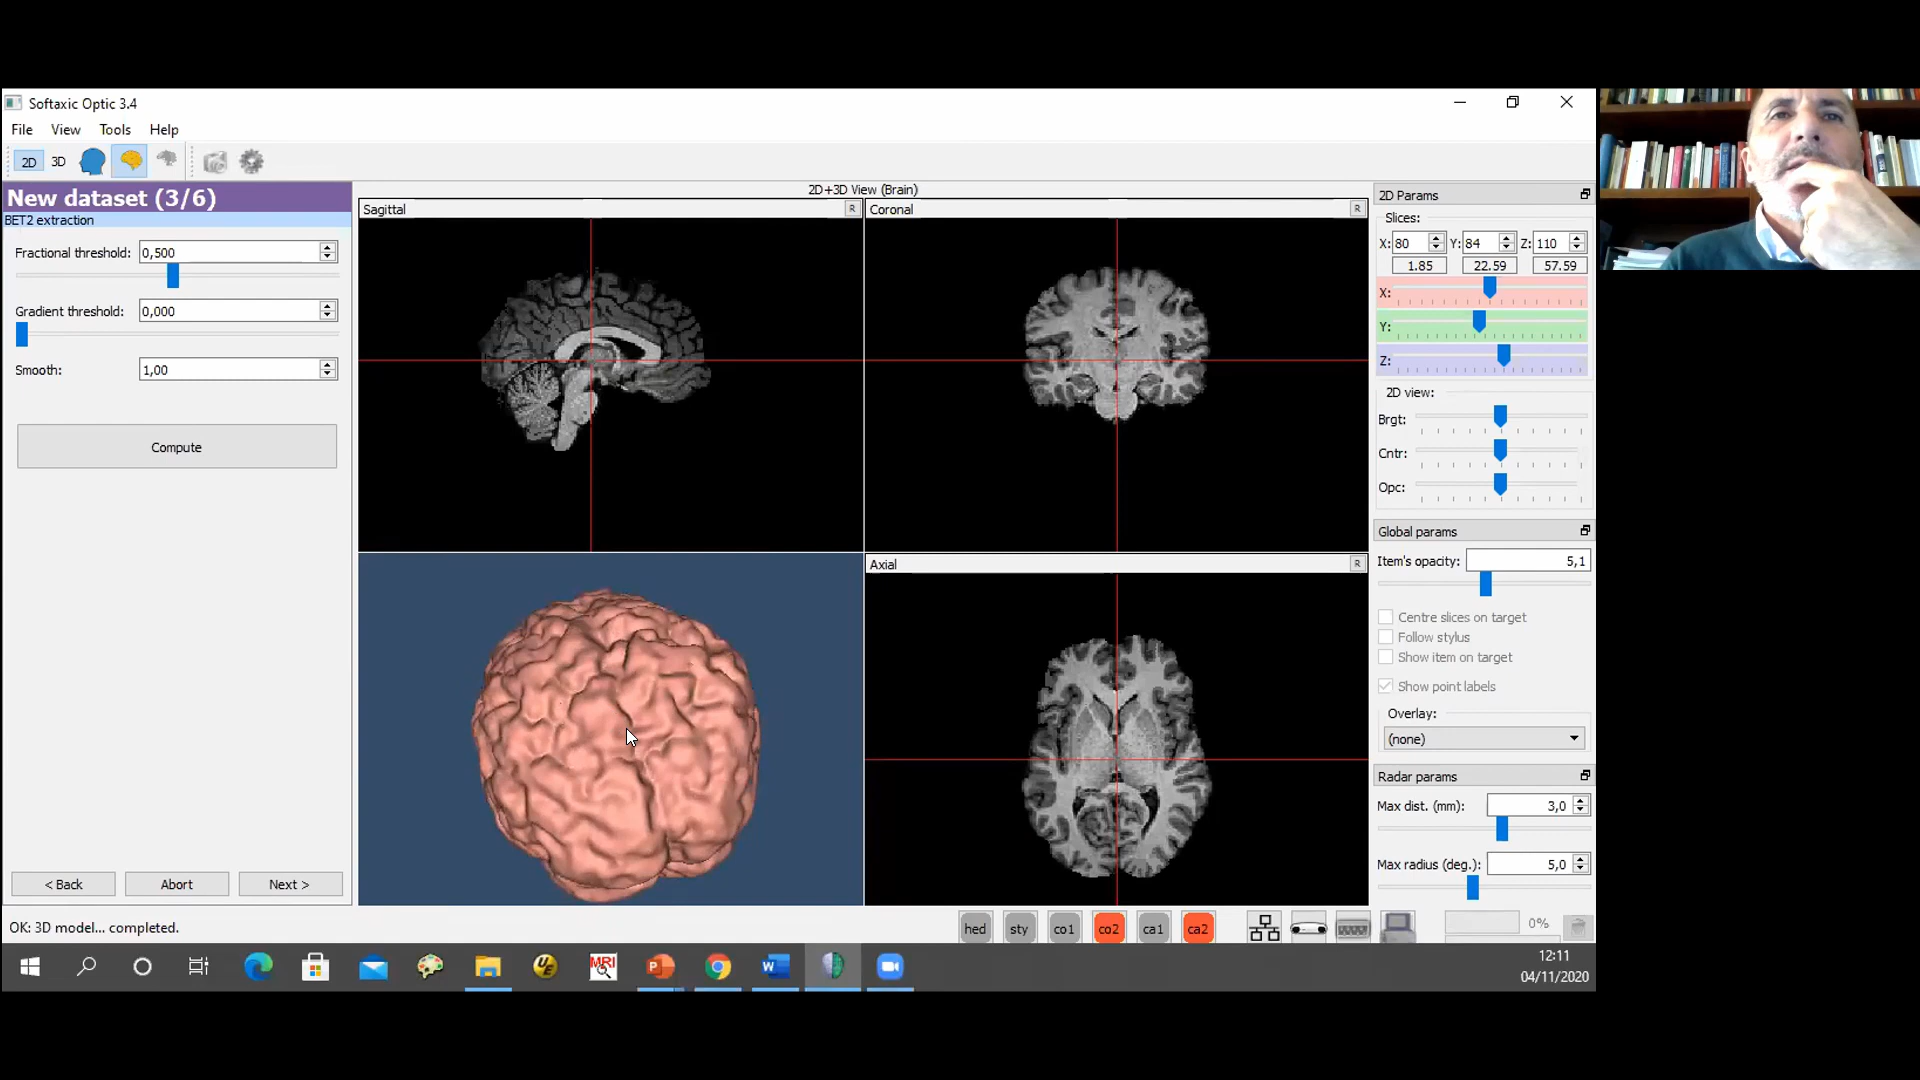 Softaxic Optic 3.4
File View Tools Help
2D 3D
New dataset (3/6)
BET2 extraction
Fractional threshold: 0,500
Gradient threshold: 0,000
Smooth: 1,00
Compute
< Back Abort Next >
OK: 3D model... completed.
2D+3D View (Brain)
Sagittal R
Coronal R
Axial R
2D Params
Slices:
X: 80 Y: 84 Z: 110
1.85 22.59 57.59
X:
Y:
Z:
2D view:
Brgt:
Cntr:
Opc:
Global params
Item's opacity: 5,1
Centre slices on target
Follow stylus
Show item on target
Show point labels
Overlay:
(none)
Radar params
Max dist. (mm): 3,0
Max radius (deg.): 5,0
hed sty co1 co2 ca1 ca2 0%
UE MRI P W
12:11
04/11/2020